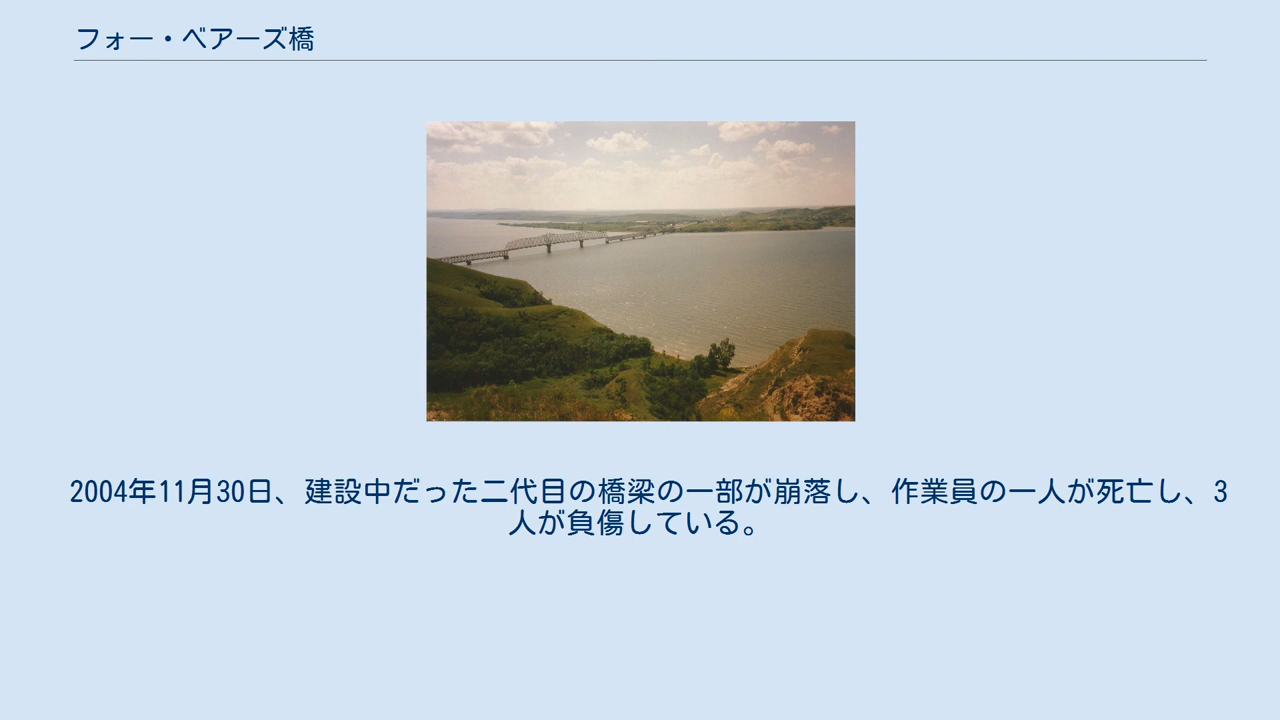 フォー・ベアーズ橋
2004年11月30日、建設中だった二代目の橋梁の一部が崩落し、作業員の一人が死亡し、3
人が負傷している。